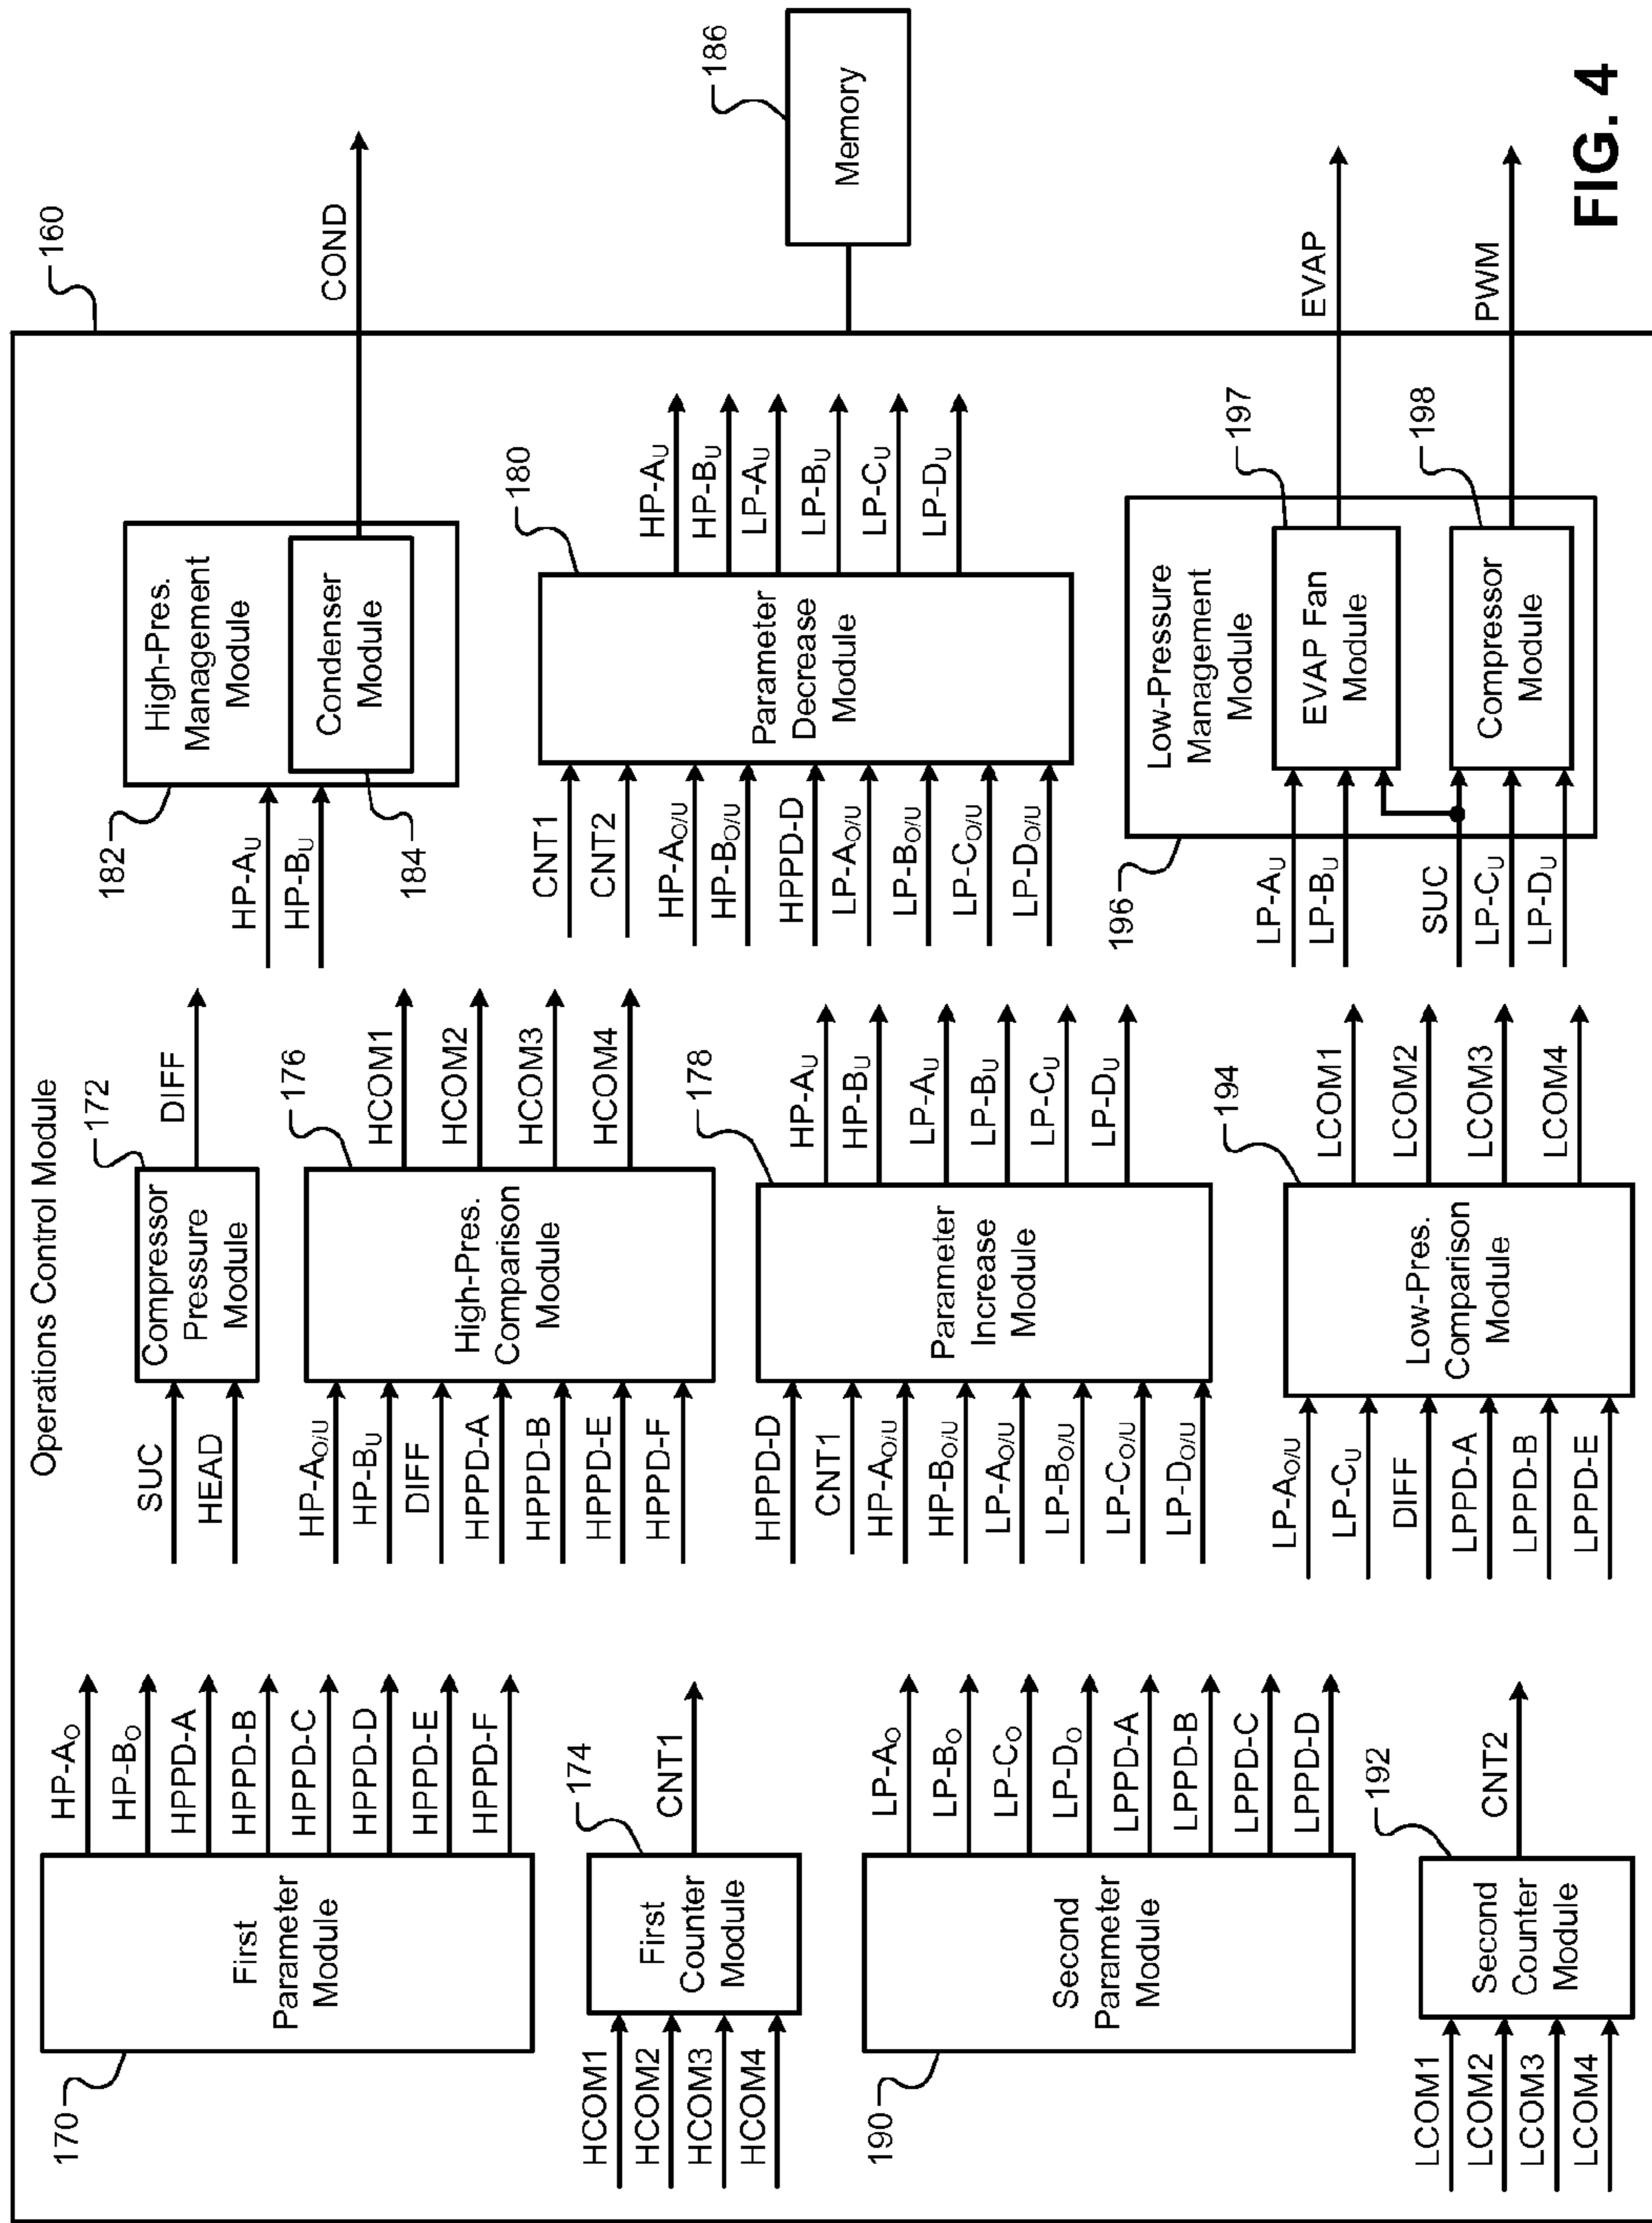 Operations Control Module
160
170
First
Parameter
Module
HP-AO
HP-BO
HPPD-A
HPPD-B
HPPD-C
HPPD-D
HPPD-E
HPPD-F
HCOM1
HCOM2
HCOM3
HCOM4
174
First
Counter
Module
CNT1
190
Second
Parameter
Module
LP-AO
LP-BO
LP-CO
LP-DO
LPPD-A
LPPD-B
LPPD-C
LPPD-D
LCOM1
LCOM2
LCOM3
LCOM4
192
Second
Counter
Module
CNT2
SUC
HEAD
172
Compressor
Pressure
Module
DIFF
HP-AO/U
HP-BU
DIFF
HPPD-A
HPPD-B
HPPD-E
HPPD-F
176
High-Pres.
Comparison
Module
HCOM1
HCOM2
HCOM3
HCOM4
HPPD-D
CNT1
HP-AO/U
HP-BO/U
LP-AO/U
LP-BO/U
LP-CO/U
LP-DO/U
178
Parameter
Increase
Module
HP-AU
HP-BU
LP-AU
LP-BU
LP-CU
LP-DU
LP-AO/U
LP-CU
DIFF
LPPD-A
LPPD-B
LPPD-E
194
Low-Pres.
Comparison
Module
LCOM1
LCOM2
LCOM3
LCOM4
182
HP-AU
HP-BU
High-Pres.
Management
Module
Condenser
Module
184
COND
CNT1
CNT2
HP-AO/U
HP-BO/U
HPPD-D
LP-AO/U
LP-BO/U
LP-CO/U
LP-DO/U
180
Parameter
Decrease
Module
HP-AU
HP-BU
LP-AU
LP-BU
LP-CU
LP-DU
196
LP-AU
LP-BU
SUC
LP-CU
LP-DU
Low-Pressure
Management
Module
197
EVAP Fan
Module
198
Compressor
Module
EVAP
PWM
186
Memory
FIG. 4